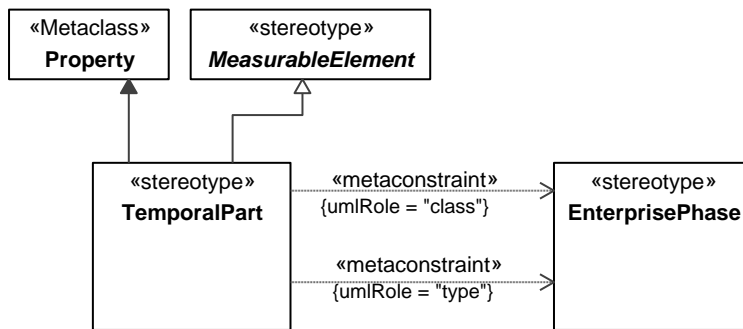 «Metaclass»
Property
«stereotype»
MeasurableElement
«stereotype»
TemporalPart
«metaconstraint»
{umlRole = "class"}
«metaconstraint»
{umlRole = "type"}
«stereotype»
EnterprisePhase